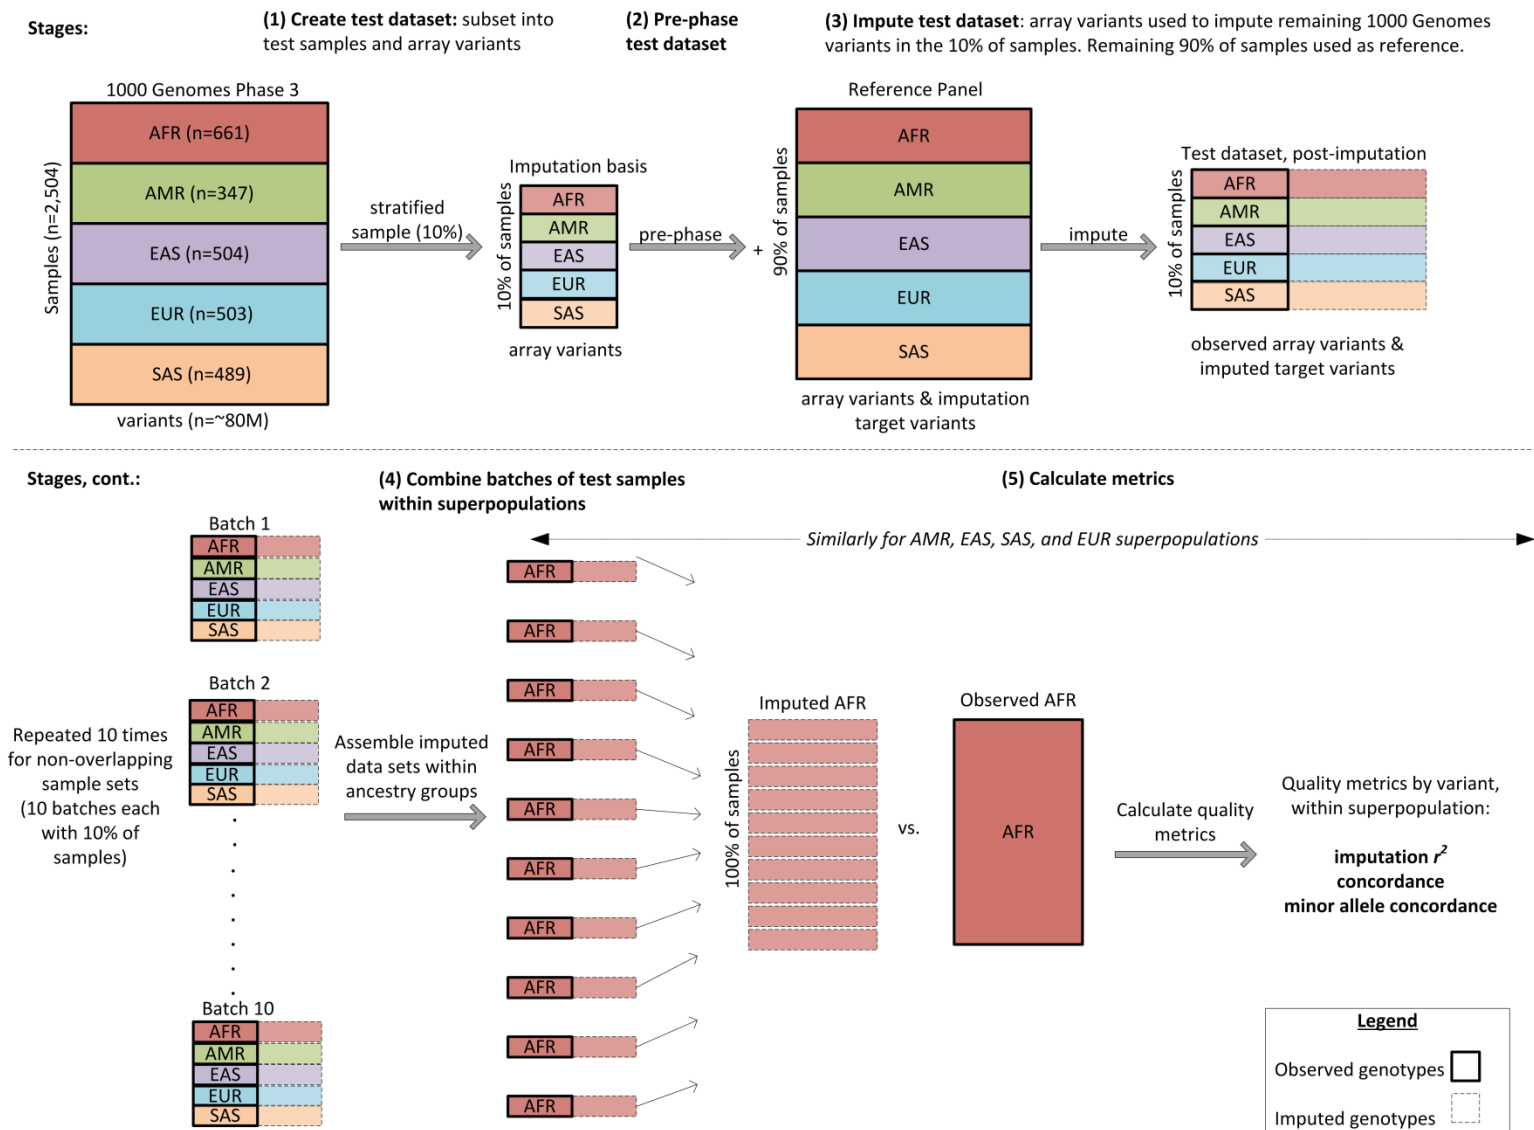 Stages:
(1) Create test dataset: subset into
test samples and array variants
(2) Pre-phase
test dataset
(3) Impute test dataset: array variants used to impute remaining 1000 Genomes
variants in the 10% of samples. Remaining 90% of samples used as reference.
1000 Genomes Phase 3
Samples (n=2,504)
AFR (n=661)
AMR (n=347)
EAS (n=504)
EUR (n=503)
SAS (n=489)
variants (n=~80M)
stratified
sample (10%)
Imputation basis
10% of samples
AFR
AMR
EAS
EUR
SAS
array variants
pre-phase
+
Reference Panel
90% of samples
AFR
AMR
EAS
EUR
SAS
array variants & imputation
target variants
impute
Test dataset, post-imputation
10% of samples
AFR
AMR
EAS
EUR
SAS
observed array variants &
imputed target variants
Stages, cont.:
(4) Combine batches of test samples
within superpopulations
(5) Calculate metrics
Similarly for AMR, EAS, SAS, and EUR superpopulations
Repeated 10 times
for non-overlapping
sample sets
(10 batches each
with 10% of
samples)
Batch 1
AFR
AMR
EAS
EUR
SAS
Batch 2
AFR
AMR
EAS
EUR
SAS
Batch 10
AFR
AMR
EAS
EUR
SAS
Assemble imputed
data sets within
ancestry groups
AFR
AFR
AFR
AFR
AFR
AFR
AFR
AFR
AFR
AFR
Imputed AFR
100% of samples
vs.
Observed AFR
AFR
Calculate quality
metrics
Quality metrics by variant,
within superpopulation:
imputation r²
concordance
minor allele concordance
Legend
Observed genotypes
Imputed genotypes